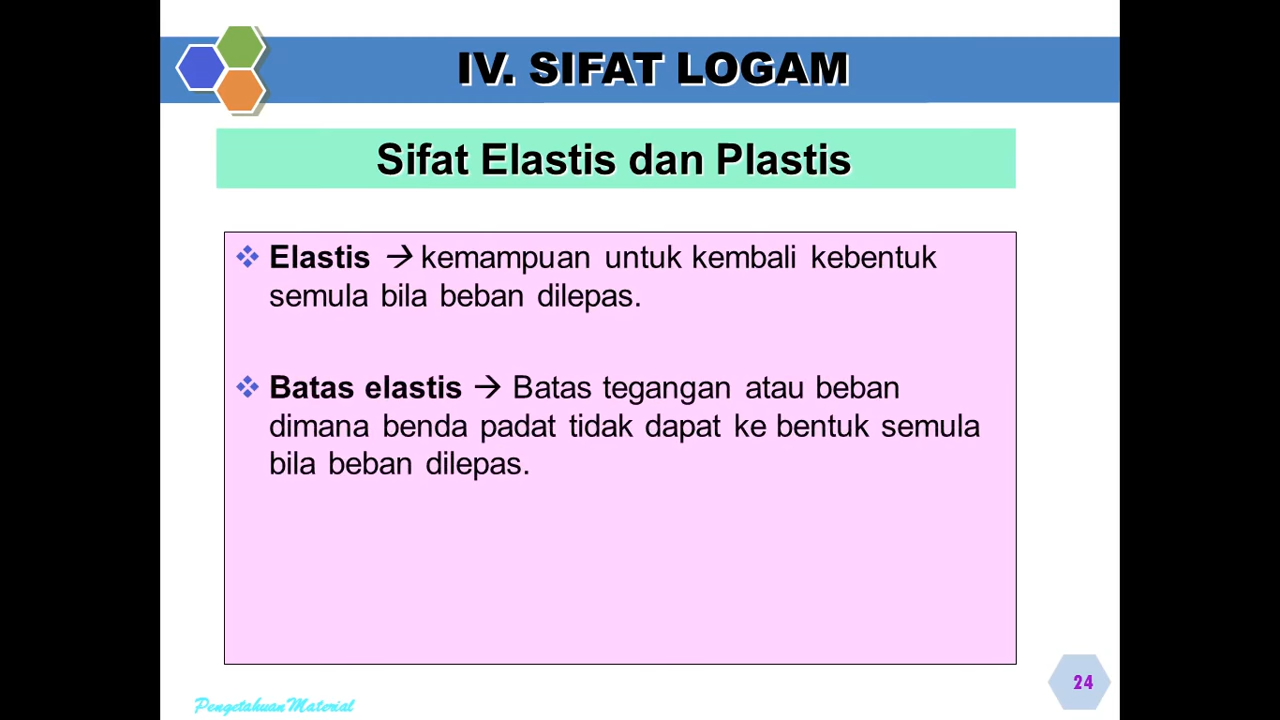 IV. SIFAT LOGAM
Sifat Elastis dan Plastis
❖ Elastis → kemampuan untuk kembali kebentuk
semula bila beban dilepas.
❖ Batas elastis → Batas tegangan atau beban
dimana benda padat tidak dapat ke bentuk semula
bila beban dilepas.
24
Pengetahuan Material